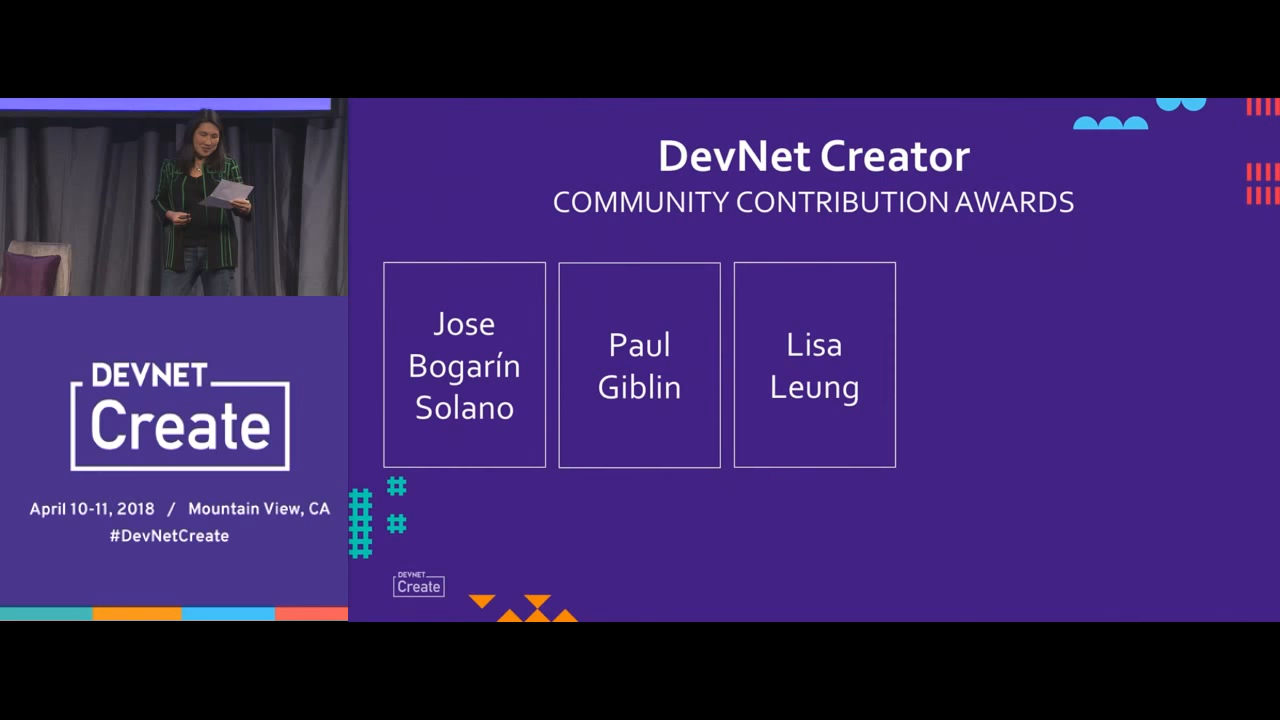 DevNet Creator
COMMUNITY CONTRIBUTION AWARDS
Jose
Bogarín
Solano
Paul
Giblin
Lisa
Leung
DEVNET
Create
April 10-11, 2018 / Mountain View, CA
#DevNetCreate
DEVNET
Create